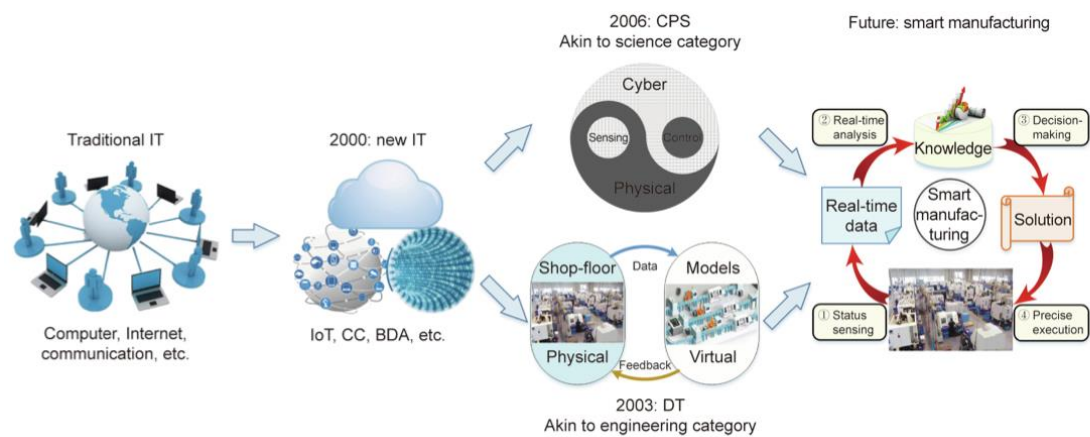 Traditional IT
Computer, Internet,
communication, etc.
2000: new IT
IoT, CC, BDA, etc.
2006: CPS
Akin to science category
Cyber
Sensing
Control
Physical
Shop-floor
Physical
Data
Feedback
Models
Virtual
2003: DT
Akin to engineering category
Future: smart manufacturing
② Real-time
analysis
Knowledge
③ Decision-
making
Real-time
data
Smart
manufac-
turing
Solution
① Status
sensing
④ Precise
execution